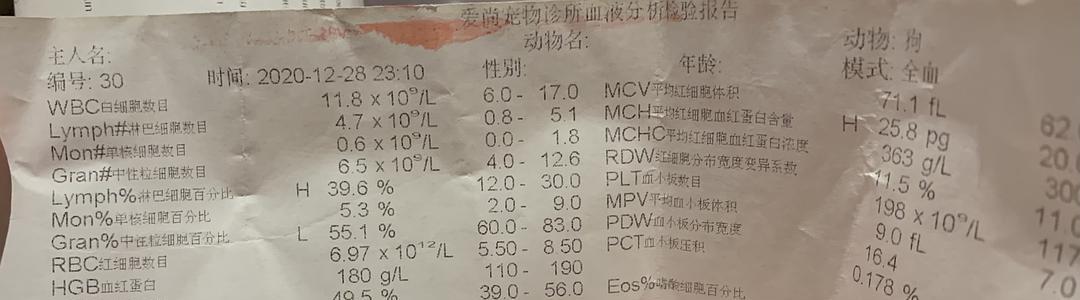 爱尚宠物诊所血液分析检验报告
主人名: 动物名: 动物: 狗
编号: 30 时间: 2020-12-28 23:10 性别: 年龄: 模式: 全血
WBC白细胞数目 11.8 x 10⁹/L 6.0- 17.0 MCV平均红细胞体积 71.1 fL 62.
Lymph#淋巴细胞数目 4.7 x 10⁹/L 0.8- 5.1 MCH平均红细胞血红蛋白含量 H 25.8 pg 20.
Mon#单核细胞数目 0.6 x 10⁹/L 0.0- 1.8 MCHC平均红细胞血红蛋白浓度 363 g/L 300
Gran#中性粒细胞数目 6.5 x 10⁹/L 4.0- 12.6 RDW红细胞分布宽度变异系数 11.5 % 11.0
Lymph%淋巴细胞百分比 H 39.6 % 12.0- 30.0 PLT血小板数目 198 x 10⁹/L 117
Mon%单核细胞百分比 5.3 % 2.0- 9.0 MPV平均血小板体积 9.0 fL 7.0
Gran%中性粒细胞百分比 L 55.1 % 60.0- 83.0 PDW血小板分布宽度 16.4
RBC红细胞数目 6.97 x 10¹²/L 5.50- 8.50 PCT血小板压积 0.178 %
HGB血红蛋白 180 g/L 110- 190
49.5 % 39.0- 56.0 Eos%嗜酸细胞百分比